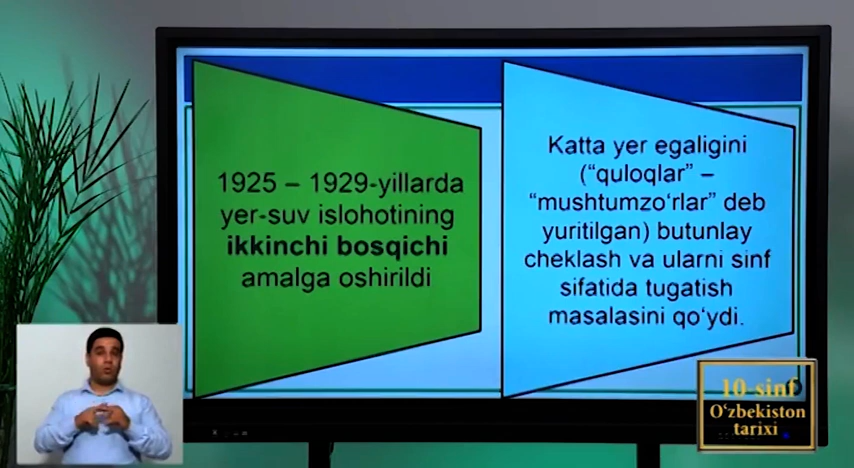 1925 – 1929-yillarda
yer-suv islohotining
ikkinchi bosqichi
amalga oshirildi
Katta yer egaligini
(“quloqlar” –
“mushtumzo‘rlar” deb
yuritilgan) butunlay
cheklash va ularni sinf
sifatida tugatish
masalasini qo‘ydi.
10-sinf
O‘zbekiston
tarixi